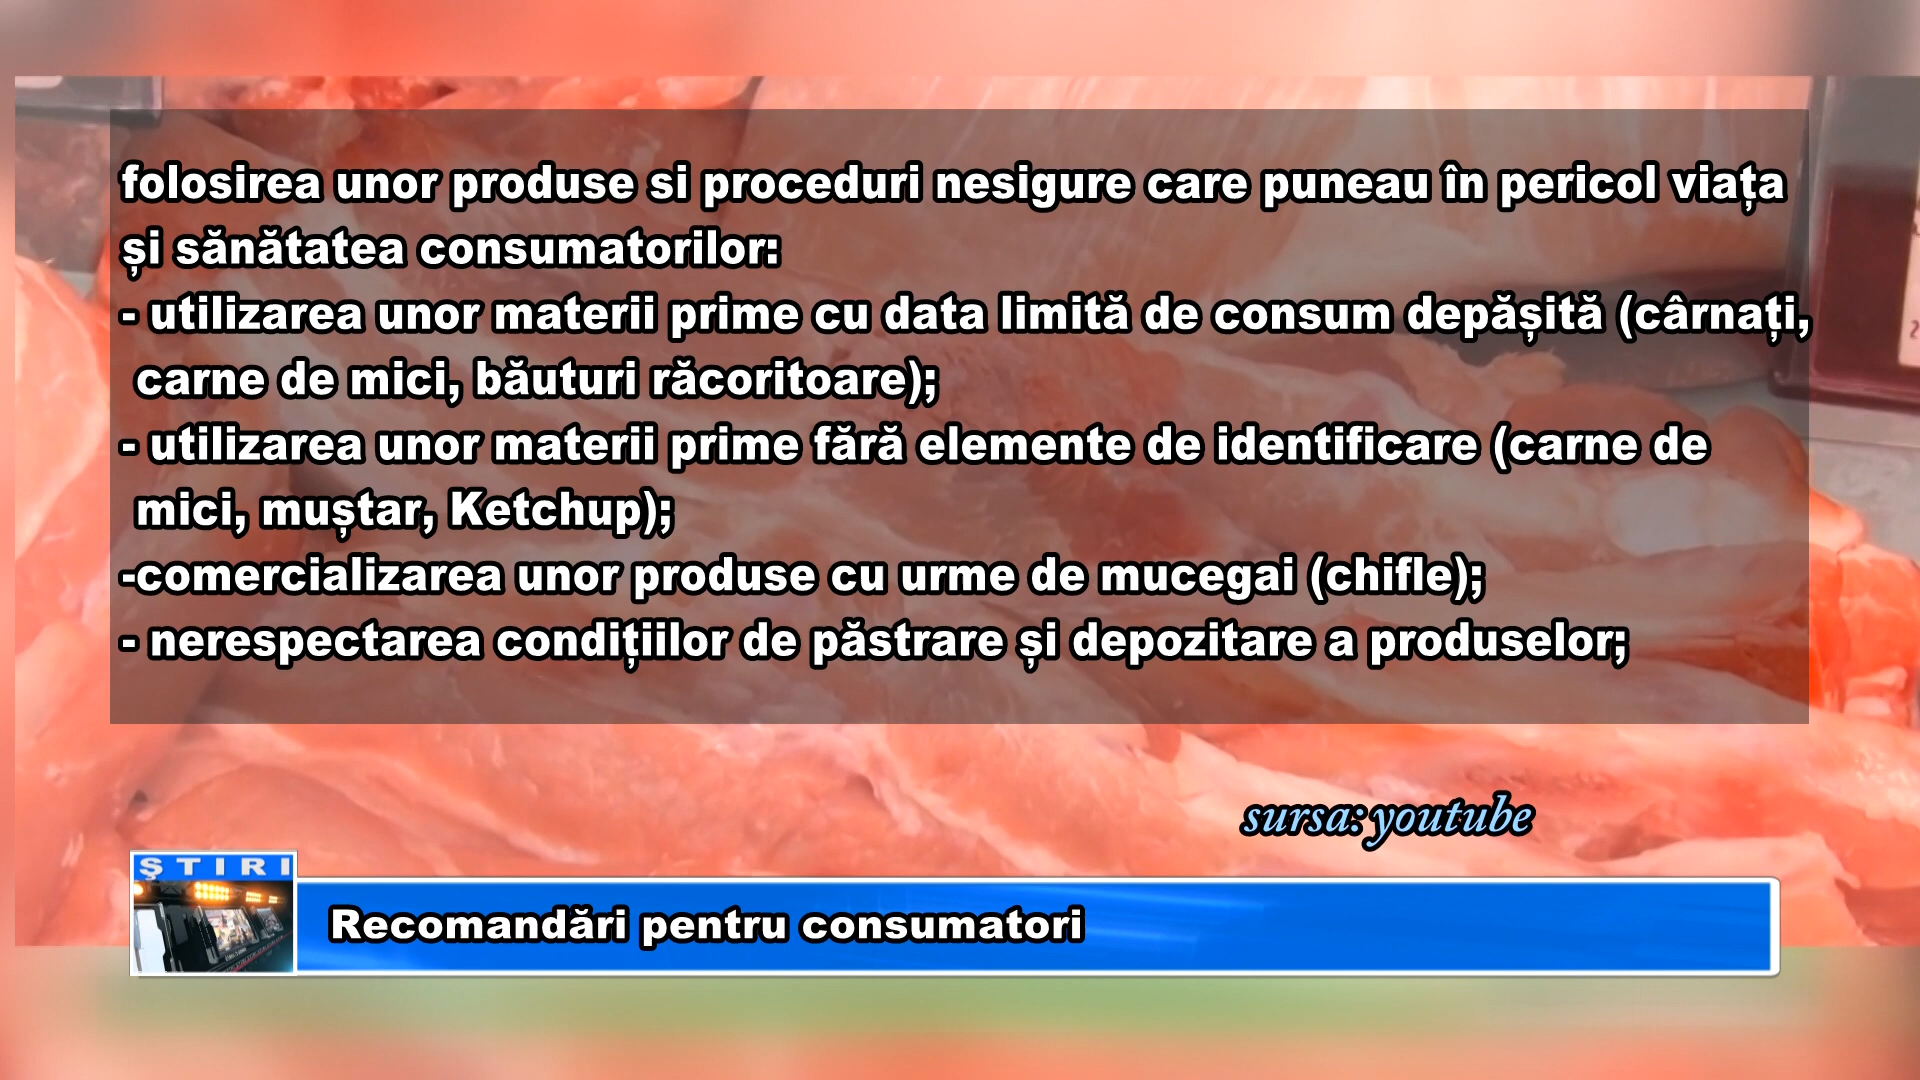 folosirea unor produse si proceduri nesigure care puneau în pericol viața
și sănătatea consumatorilor:
- utilizarea unor materii prime cu data limită de consum depășită (cârnați,
carne de mici, băuturi răcoritoare);
- utilizarea unor materii prime fără elemente de identificare (carne de
mici, muștar, Ketchup);
-comercializarea unor produse cu urme de mucegai (chifle);
- nerespectarea condițiilor de păstrare și depozitare a produselor;
sursa: youtube
ŞTIRI
Recomandări pentru consumatori